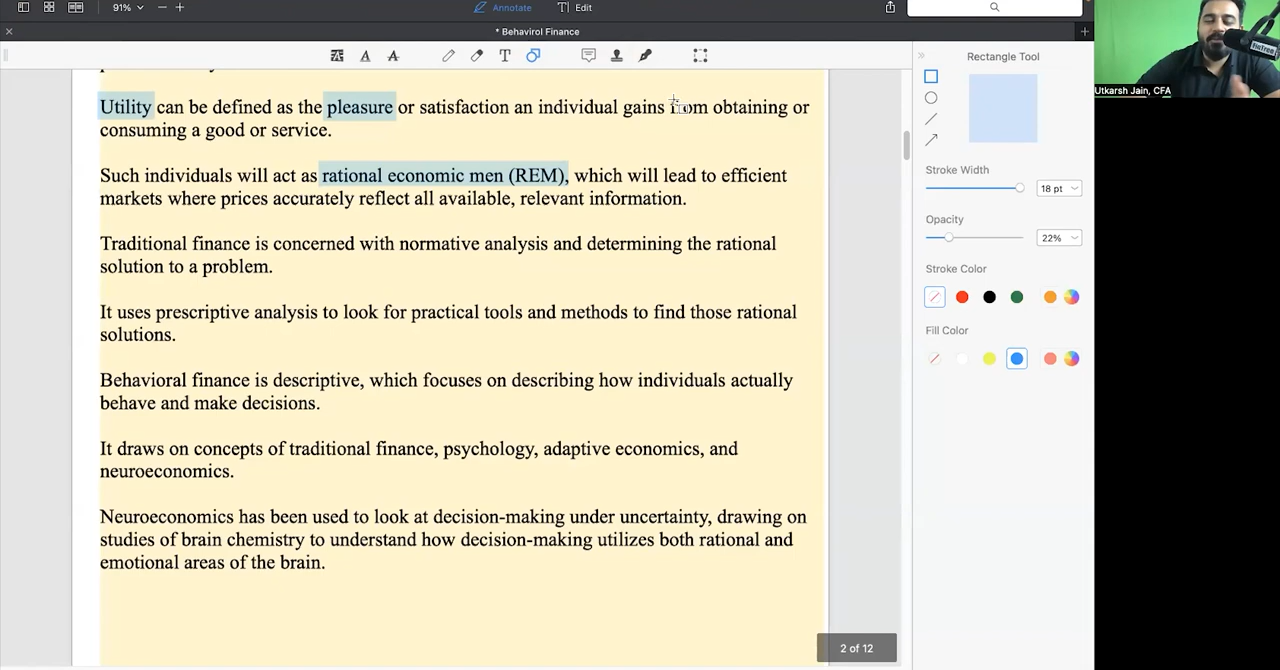 91%
Annotate
Edit
* Behavirol Finance
Rectangle Tool
Utkarsh Jain, CFA
Utility can be defined as the pleasure or satisfaction an individual gains from obtaining or
consuming a good or service.
Such individuals will act as rational economic men (REM), which will lead to efficient
markets where prices accurately reflect all available, relevant information.
Traditional finance is concerned with normative analysis and determining the rational
solution to a problem.
It uses prescriptive analysis to look for practical tools and methods to find those rational
solutions.
Behavioral finance is descriptive, which focuses on describing how individuals actually
behave and make decisions.
It draws on concepts of traditional finance, psychology, adaptive economics, and
neuroeconomics.
Neuroeconomics has been used to look at decision-making under uncertainty, drawing on
studies of brain chemistry to understand how decision-making utilizes both rational and
emotional areas of the brain.
2 of 12
Stroke Width
18 pt
Opacity
22%
Stroke Color
Fill Color